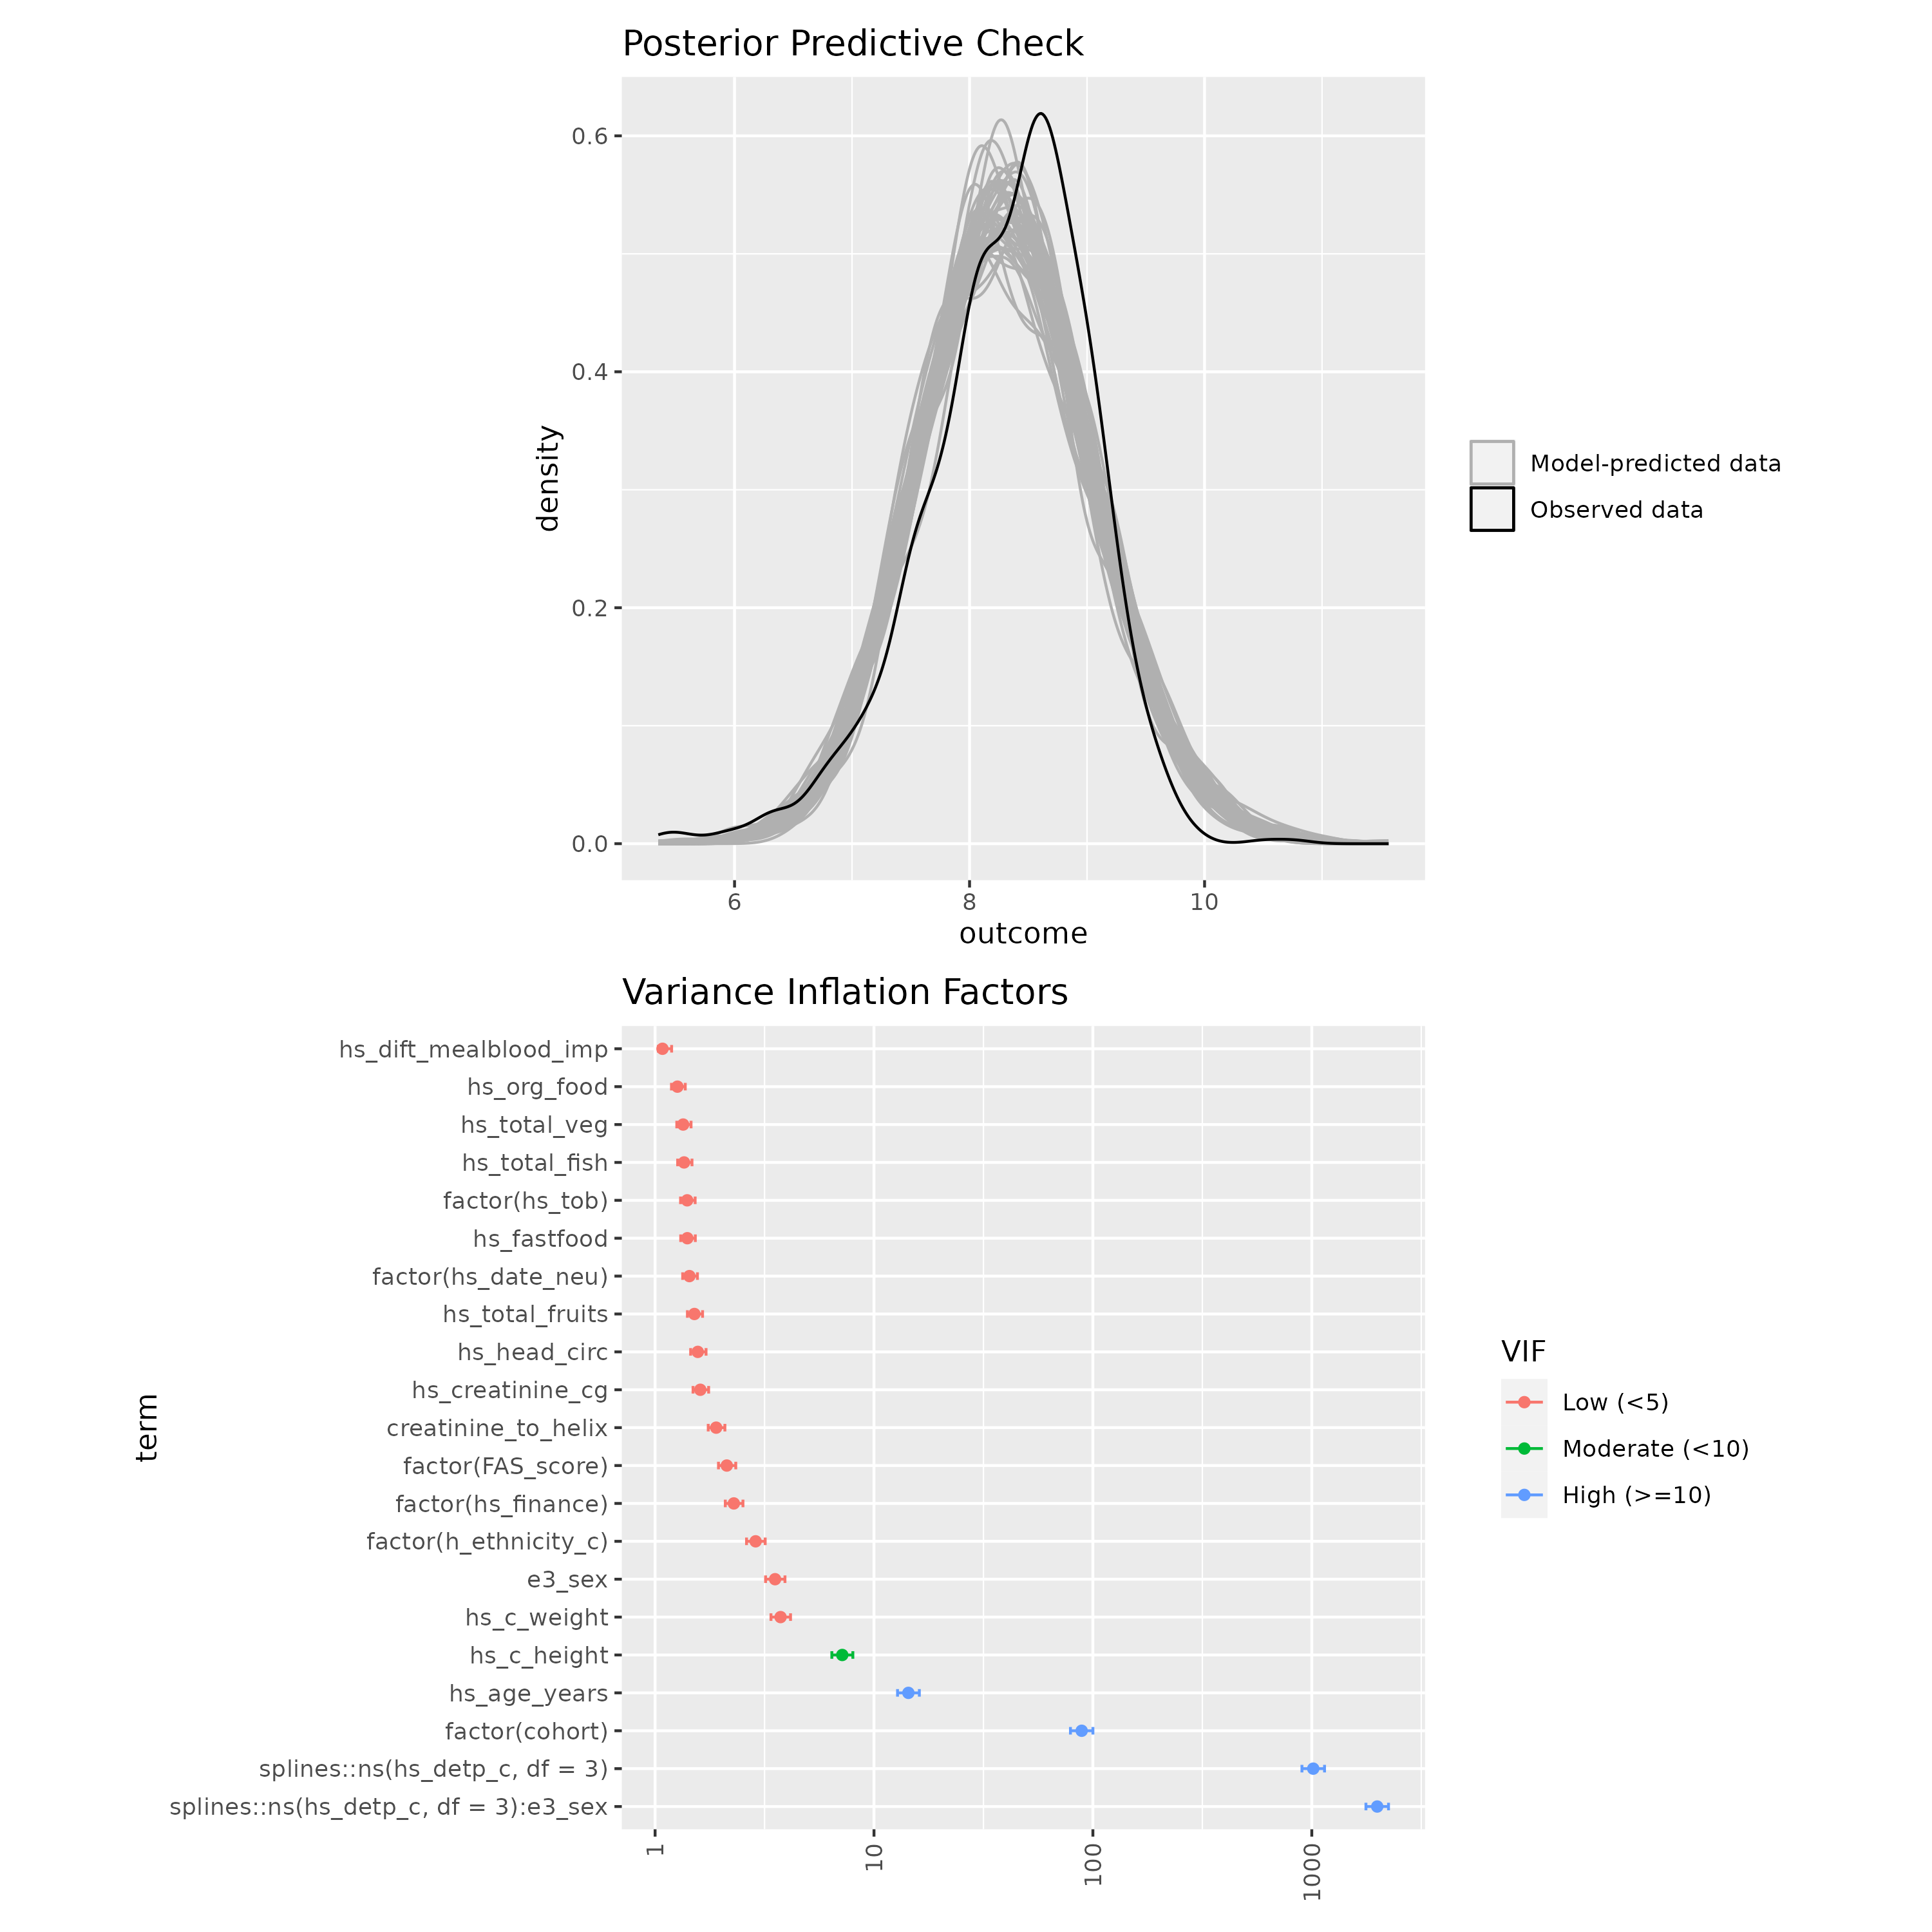 Posterior Predictive Check
0.6
0.4
0.2
0.0
density
6
8
10
outcome
Model-predicted data
Observed data
Variance Inflation Factors
hs_dift_mealblood_imp
hs_org_food
hs_total_veg
hs_total_fish
factor(hs_tob)
hs_fastfood
factor(hs_date_neu)
hs_total_fruits
hs_head_circ
hs_creatinine_cg
creatinine_to_helix
factor(FAS_score)
factor(hs_finance)
factor(h_ethnicity_c)
e3_sex
hs_c_weight
hs_c_height
hs_age_years
factor(cohort)
splines::ns(hs_detp_c, df = 3)
splines::ns(hs_detp_c, df = 3):e3_sex
term
1
10
100
1000
VIF
Low (<5)
Moderate (<10)
High (>=10)